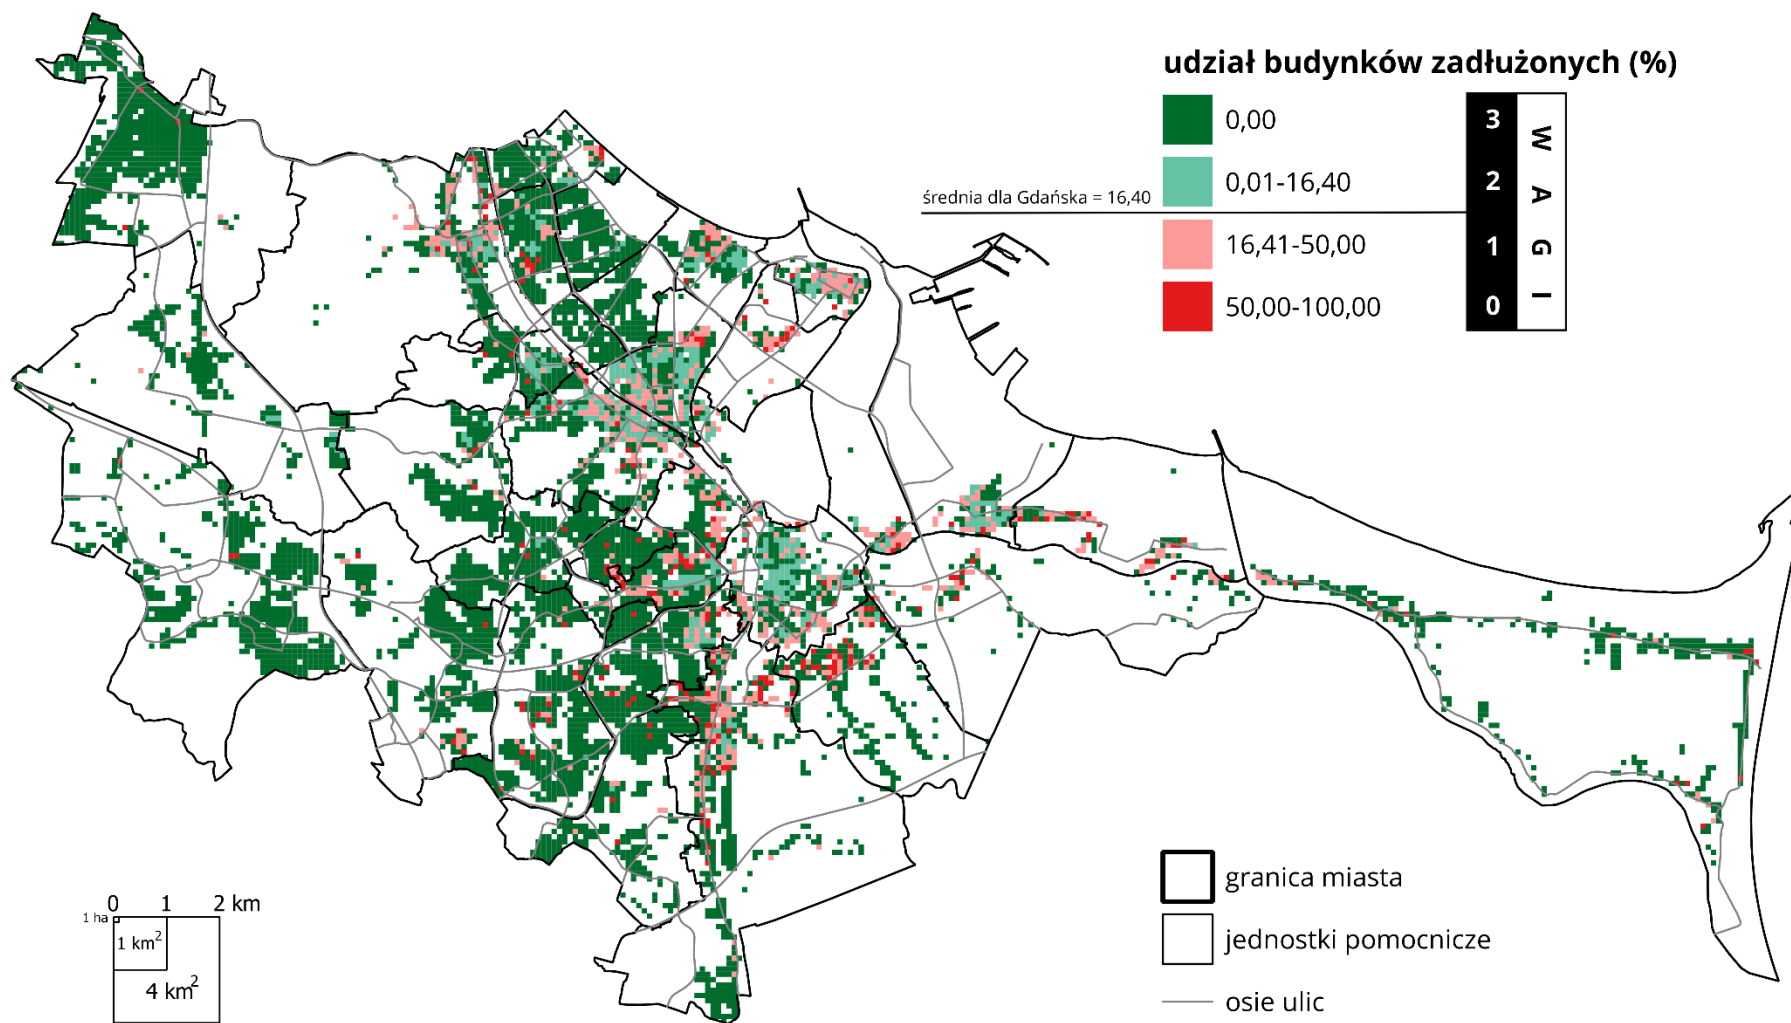 udział budynków zadłużonych (%)
0,00
0,01-16,40
średnia dla Gdańska = 16,40
16,41-50,00
50,00-100,00
3
2
1
0
WAGI
granica miasta
jednostki pomocnicze
osie ulic
0 1 2 km
1 ha
1 km²
4 km²